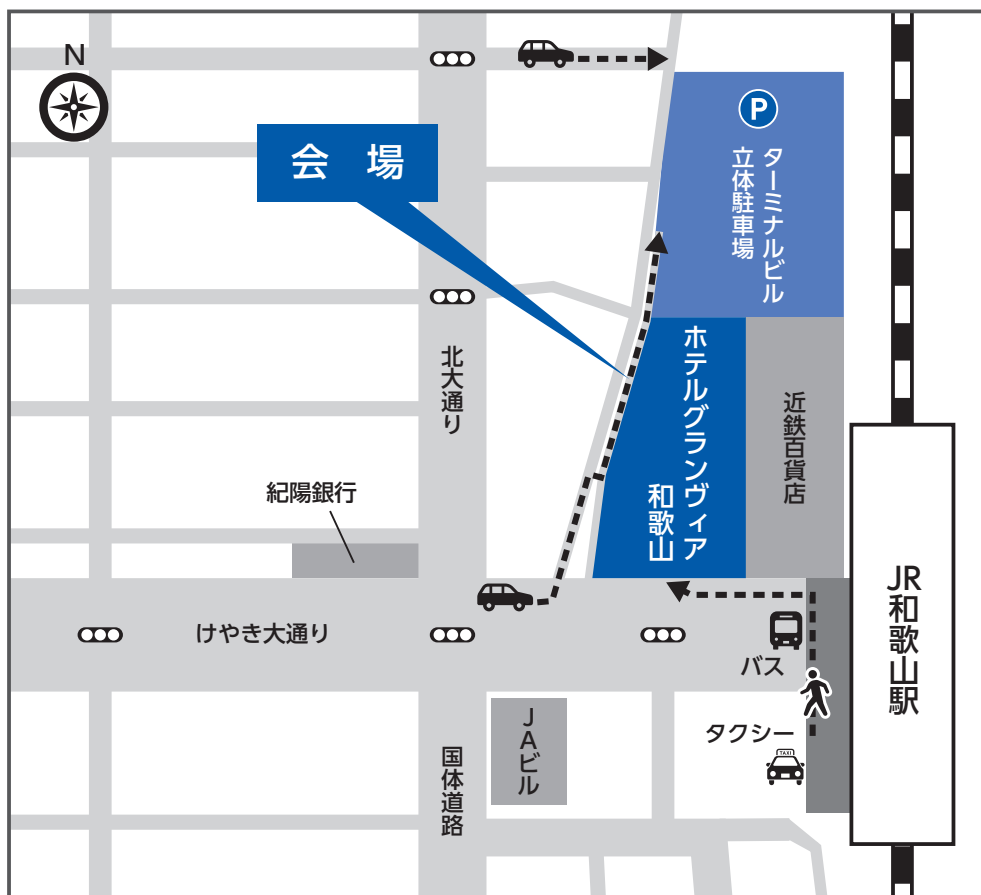 N
会 場
P
ターミナルビル
立体駐車場
北大通り
ホテルグランヴィア
和歌山
近鉄百貨店
紀陽銀行
JR和歌山駅
けやき大通り
バス
タクシー
TAXI
JAビル
国体道路